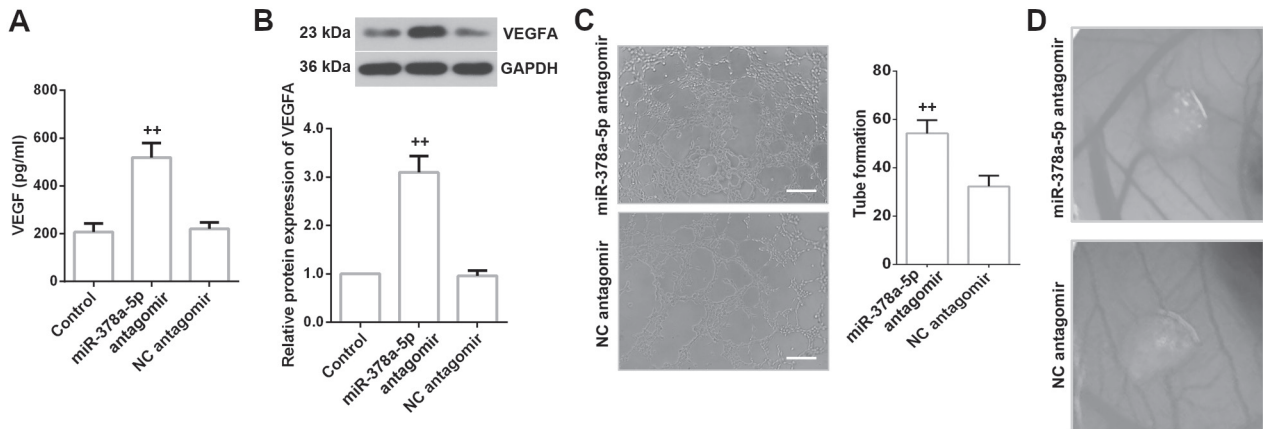 A
VEGF (pg/ml)
800
600
400
200
0
++
Control
miR-378a-5p
antagomir
NC antagomir
B
23 kDa
VEGFA
36 kDa
GAPDH
Relative protein expression of VEGFA
4.0
3.0
2.0
1.0
0.0
++
Control
miR-378a-5p
antagomir
NC antagomir
C
miR-378a-5p antagomir
NC antagomir
Tube formation
80
60
40
20
0
++
miR-378a-5p
antagomir
NC antagomir
D
miR-378a-5p antagomir
NC antagomir